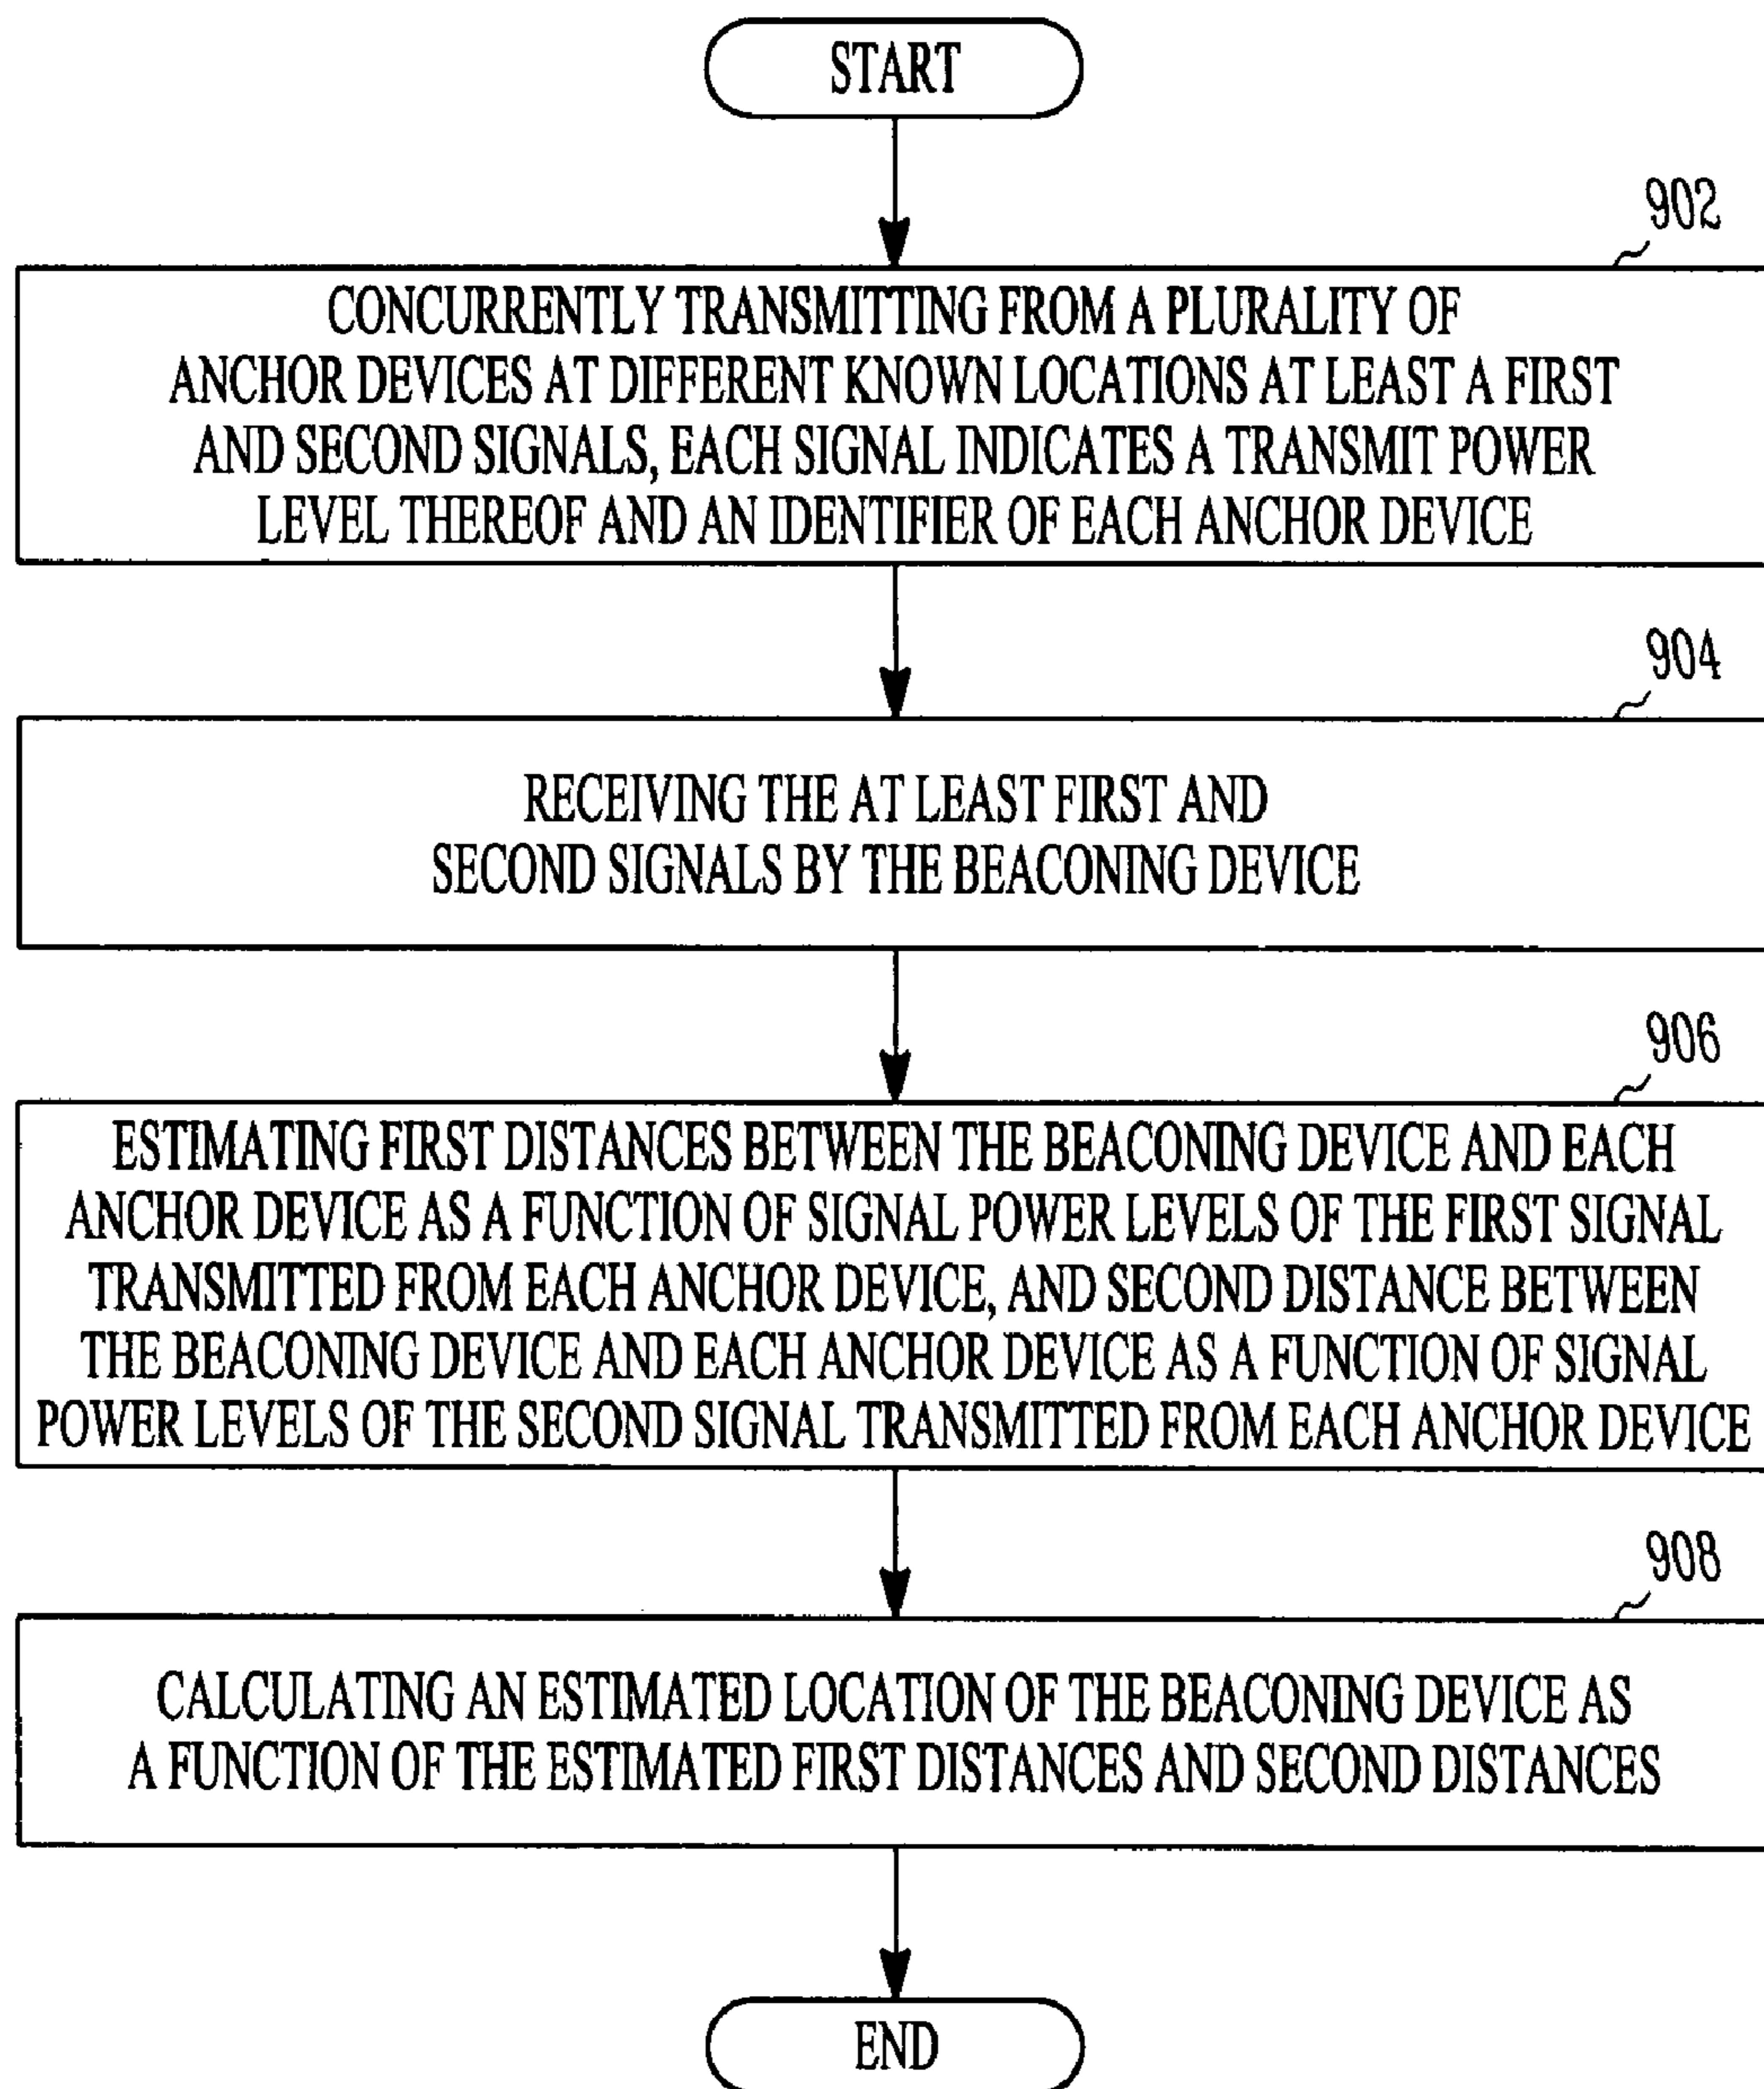 START
902
CONCURRENTLY TRANSMITTING FROM A PLURALITY OF
ANCHOR DEVICES AT DIFFERENT KNOWN LOCATIONS AT LEAST A FIRST
AND SECOND SIGNALS, EACH SIGNAL INDICATES A TRANSMIT POWER
LEVEL THEREOF AND AN IDENTIFIER OF EACH ANCHOR DEVICE
904
RECEIVING THE AT LEAST FIRST AND
SECOND SIGNALS BY THE BEACONING DEVICE
906
ESTIMATING FIRST DISTANCES BETWEEN THE BEACONING DEVICE AND EACH
ANCHOR DEVICE AS A FUNCTION OF SIGNAL POWER LEVELS OF THE FIRST SIGNAL
TRANSMITTED FROM EACH ANCHOR DEVICE, AND SECOND DISTANCE BETWEEN
THE BEACONING DEVICE AND EACH ANCHOR DEVICE AS A FUNCTION OF SIGNAL
POWER LEVELS OF THE SECOND SIGNAL TRANSMITTED FROM EACH ANCHOR DEVICE
908
CALCULATING AN ESTIMATED LOCATION OF THE BEACONING DEVICE AS
A FUNCTION OF THE ESTIMATED FIRST DISTANCES AND SECOND DISTANCES
END